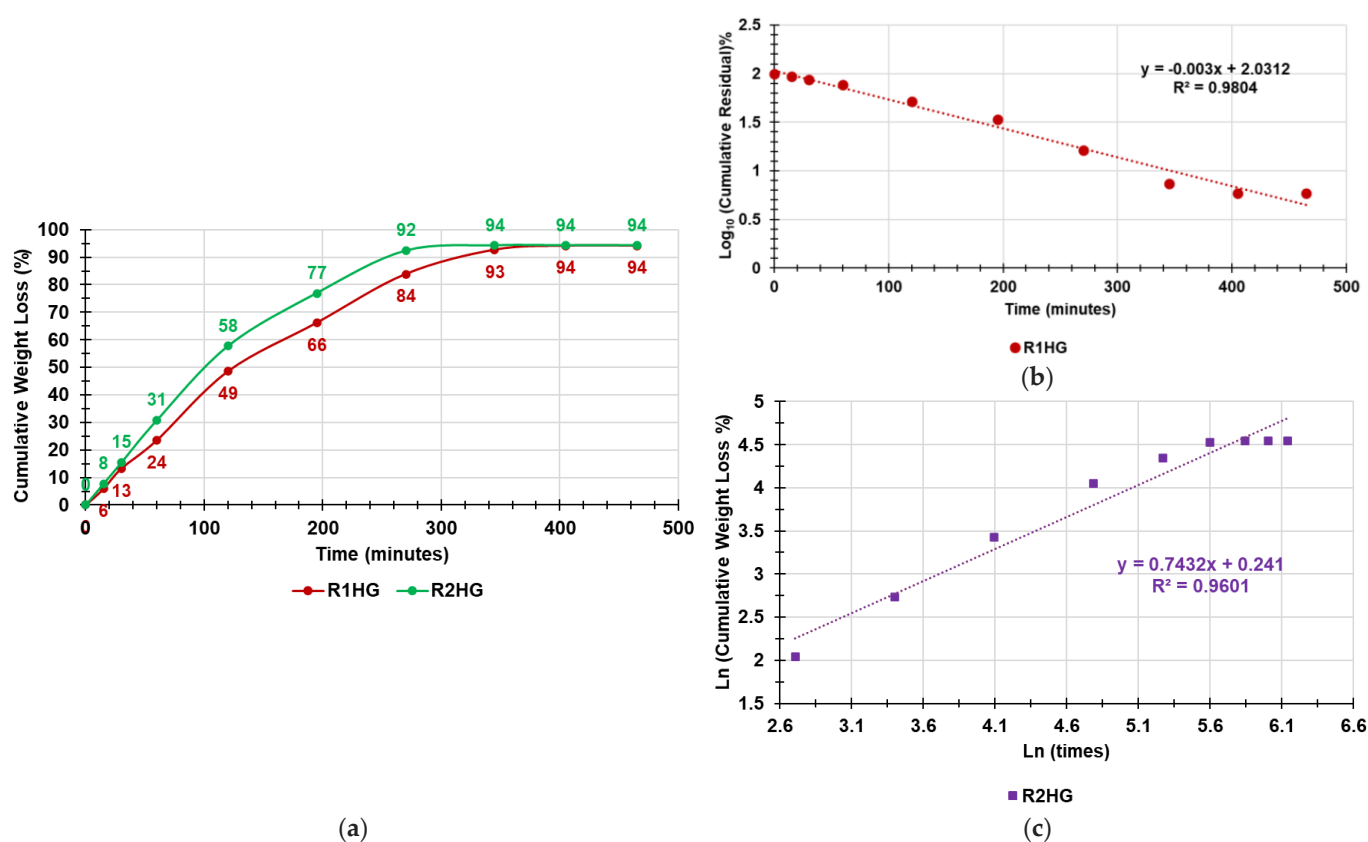 Cumulative Weight Loss (%)
100
90
80
70
60
50
40
30
20
10
0
0 8 15 31 58 77 92 94 94 94
0 6 13 24 49 66 84 93 94 94
0 100 200 300 400 500
Time (minutes)
R1HG R2HG
(a)
Log₁₀ (Cumulative Residual)%
2.5
2
1.5
1
0.5
0
y = -0.003x + 2.0312
R² = 0.9804
0 100 200 300 400 500
Time (minutes)
R1HG
(b)
Ln (Cumulative Weight Loss %)
5
4.5
4
3.5
3
2.5
2
1.5
y = 0.7432x + 0.241
R² = 0.9601
2.6 3.1 3.6 4.1 4.6 5.1 5.6 6.1 6.6
Ln (times)
R2HG
(c)